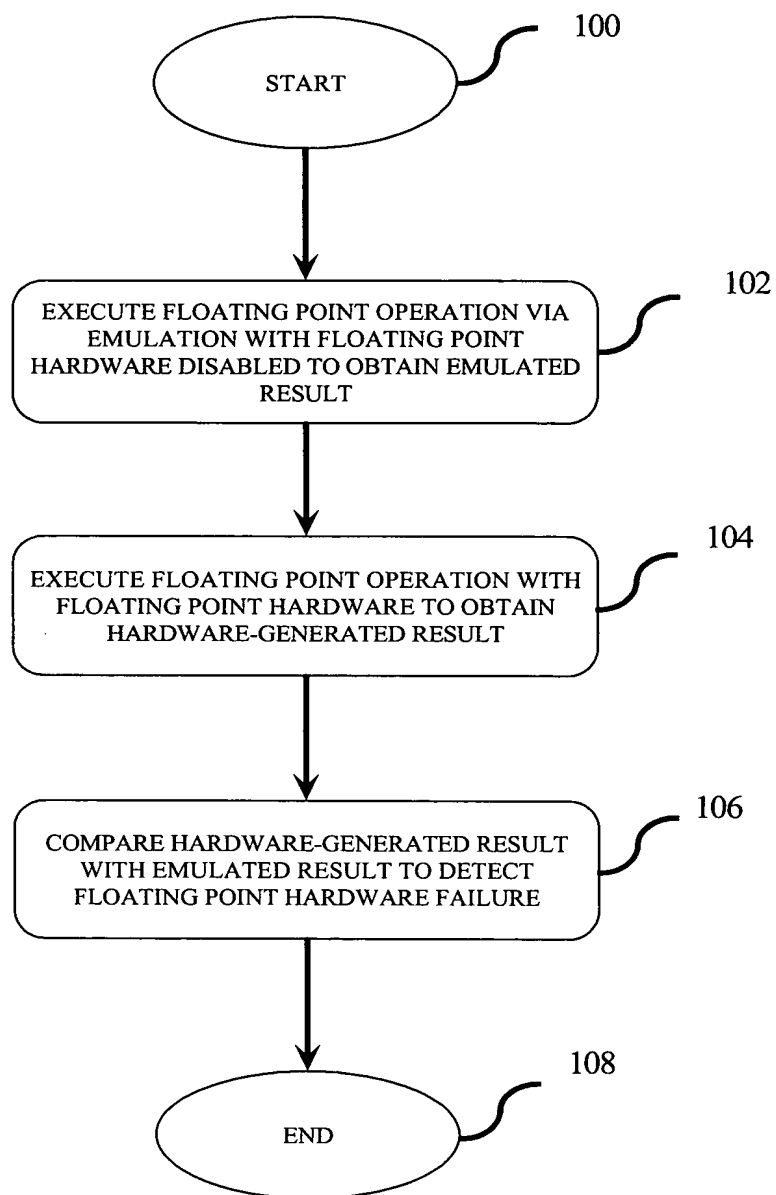 100
START
102
EXECUTE FLOATING POINT OPERATION VIA
EMULATION WITH FLOATING POINT
HARDWARE DISABLED TO OBTAIN EMULATED
RESULT
104
EXECUTE FLOATING POINT OPERATION WITH
FLOATING POINT HARDWARE TO OBTAIN
HARDWARE-GENERATED RESULT
106
COMPARE HARDWARE-GENERATED RESULT
WITH EMULATED RESULT TO DETECT
FLOATING POINT HARDWARE FAILURE
108
END